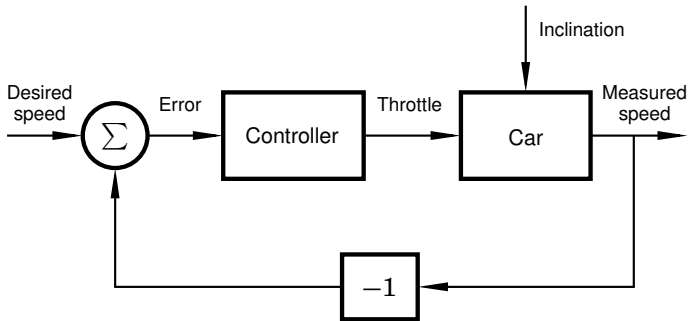 Inclination
Desired
speed
Error
Throttle
Measured
speed
∑
Controller
Car
−1